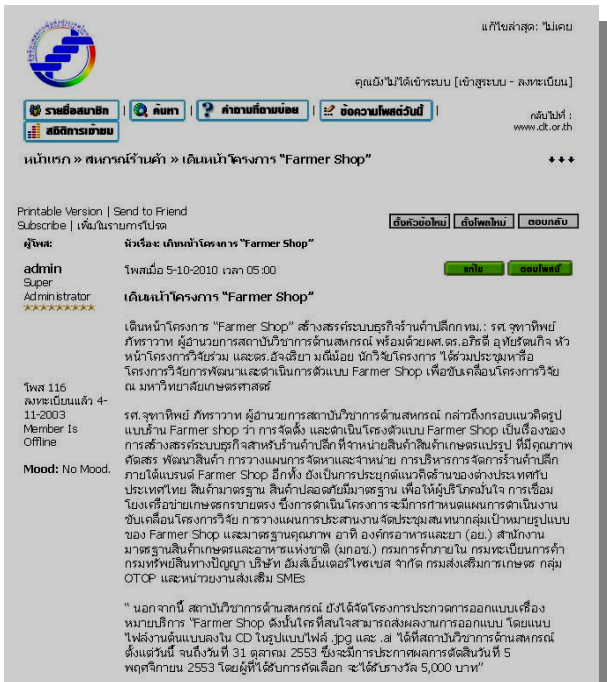 แก้ไขล่าสุด: ไม่เคย
คุณยังไม่ได้เข้าระบบ [เข้าสู่ระบบ - ลงทะเบียน]
รายชื่อสมาชิก | ค้นหา | คำถามที่ถามบ่อย | ข้อความโพสต์วันนี้ |
สถิติการเข้าชม
กลับไปที่ :
www.clt.or.th
หน้าแรก » สหกรณ์ร้านค้า » เดินหน้าโครงการ "Farmer Shop"
Printable Version | Send to Friend
Subscribe | เพิ่มในรายการโปรด
ตั้งหัวข้อใหม่ ตั้งโพลใหม่ ตอบกลับ
ผู้โพส: หัวเรื่อง: เดินหน้าโครงการ "Farmer Shop"
admin
Super
Administrator
โพสเมื่อ 5-10-2010 เวลา 05:00
แก้ไข ตอบโพสนี้
เดินหน้าโครงการ "Farmer Shop"
โพส 116
ลงทะเบียนแล้ว 4-
11-2003
Member Is
Offline
Mood: No Mood.
เดินหน้าโครงการ "Farmer Shop" สร้างสรรค์ระบบธุรกิจร้านค้าปลีกกทม.: รศ.จุฑาทิพย์
ภัทราวาท ผู้อำนวยการสถาบันวิชาการด้านสหกรณ์ พร้อมด้วยผศ.ดร.อภิรดี อุทัยรัตนกิจ หัว
หน้าโครงการวิจัยร่วม และดร.อัจฉริยา มณีน้อย นักวิจัยโครงการ ได้ร่วมประชุมหารือ
โครงการวิจัยการพัฒนาและดำเนินการตัวแบบ Farmer Shop เพื่อขับเคลื่อนโครงการวิจัย
ณ มหาวิทยาลัยเกษตรศาสตร์
รศ.จุฑาทิพย์ ภัทราวาท ผู้อำนวยการสถาบันวิชาการด้านสหกรณ์ กล่าวถึงกรอบแนวคิดรูป
แบบร้าน Farmer shop ว่า การจัดตั้ง และดำเนินโครงตัวแบบ Farmer Shop เป็นเรื่องของ
การสร้างสรรค์ระบบธุรกิจสำหรับร้านค้าปลีกที่จำหน่ายสินค้าสินค้าเกษตรแปรรูป ที่มีคุณภาพ
คัดสรร พัฒนาสินค้า การวางแผนการจัดหาและจำหน่าย การบริหารการจัดการร้านค้าปลีก
ภายใต้แบรนด์ Farmer Shop อีกทั้ง ยังเป็นการประยุกต์แนวคิดร้านของต่างประเทศกับ
ประเทศไทย สินค้ามาตรฐาน สินค้าปลอดภัยมีมาตรฐาน เพื่อให้ผู้บริโภคมั่นใจ การเชื่อม
โยงเครือข่ายเกษตรกรขายตรง ซึ่งการดำเนินโครงการจะมีการกำหนดแผนการดำเนินงาน
ขับเคลื่อนโครงการวิจัย การวางแผนการประสานงานจัดประชุมสนทนากลุ่มเป้าหมายรูปแบบ
ของ Farmer Shop และมาตรฐานคุณภาพ อาทิ องค์กรอาหารและยา (อย.) สำนักงาน
มาตรฐานสินค้าเกษตรและอาหารแห่งชาติ (มกอช.) กรมการค้าภายใน กรมทะเบียนการค้า
กรมทรัพย์สินทางปัญญา บริษัท อัมส์เอ็นเตอร์ไพรเซส จำกัด กรมส่งเสริมการเกษตร กลุ่ม
OTOP และหน่วยงานส่งเสริม SMEs
" นอกจากนี้ สถาบันวิชาการด้านสหกรณ์ ยังได้จัดโครงการประกวดการออกแบบเครื่อง
หมายบริการ "Farmer Shop ดังนั้นใครที่สนใจสามารถส่งผลงานการออกแบบ โดยแนบ
ไฟล์งานต้นแบบลงใน CD ในรูปแบบไฟล์ .jpg และ .ai ได้ที่สถาบันวิชาการด้านสหกรณ์
ตั้งแต่วันนี้ จนถึงวันที่ 31 ตุลาคม 2553 ซึ่งจะมีการประกาศผลการตัดสินวันที่ 5
พฤศจิกายน 2553 โดยผู้ที่ได้รับการคัดเลือก จะได้รับรางวัล 5,000 บาท"